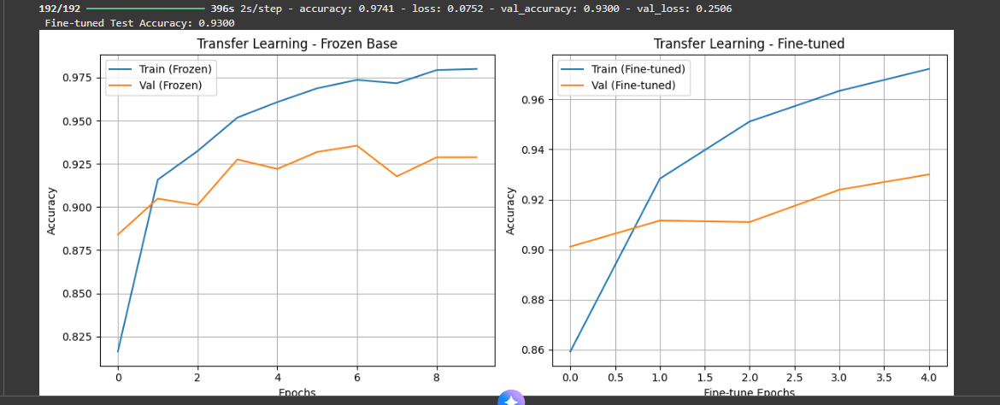 192/192 396s 2s/step - accuracy: 0.9741 - loss: 0.0752 - val_accuracy: 0.9300 - val_loss: 0.2506
Fine-tuned Test Accuracy: 0.9300
Transfer Learning - Frozen Base
Train (Frozen)
Val (Frozen)
0.975
0.950
0.925
0.900
0.875
0.850
0.825
Accuracy
0 2 4 6 8
Epochs
Transfer Learning - Fine-tuned
Train (Fine-tuned)
Val (Fine-tuned)
0.96
0.94
0.92
0.90
0.88
0.86
Accuracy
0.0 0.5 1.0 1.5 2.0 2.5 3.0 3.5 4.0
Fine-tune Epochs